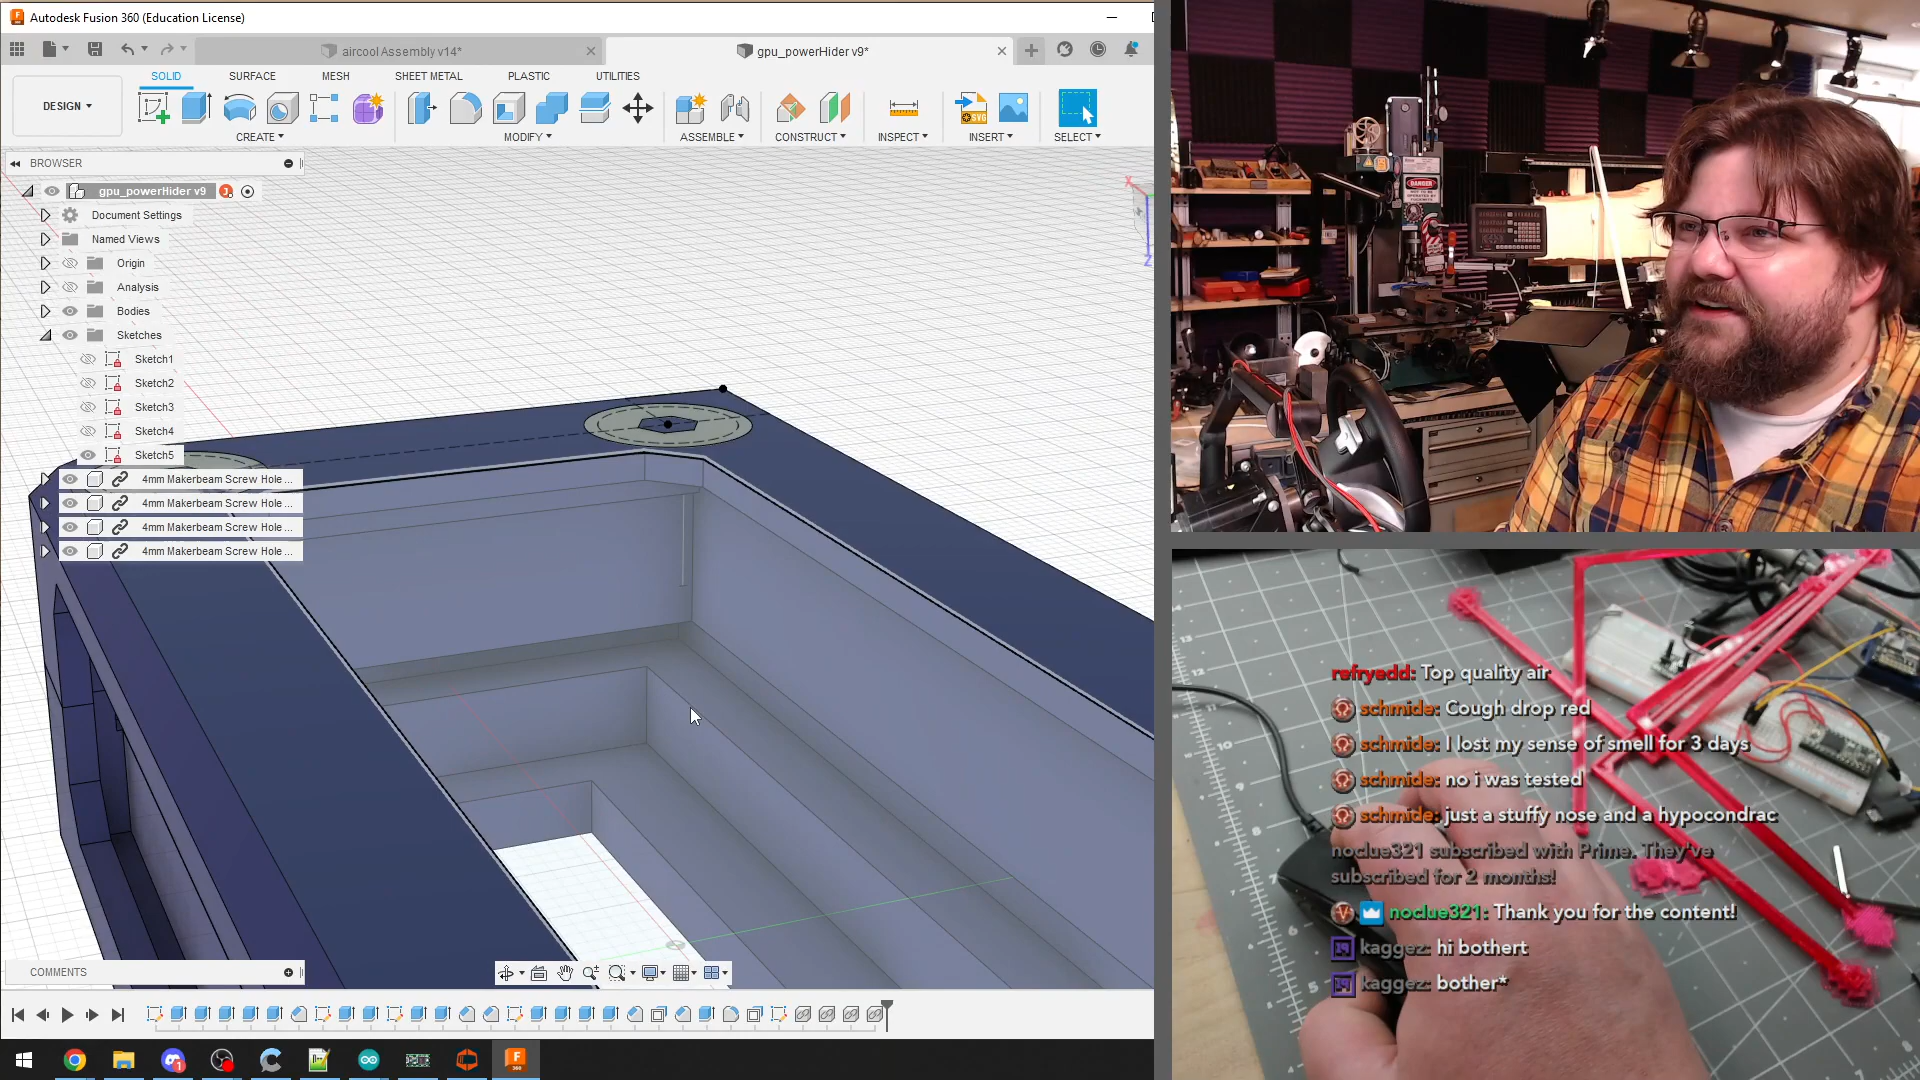 Autodesk Fusion 360 (Education License)
aircool Assembly v14*
gpu_powerHider v9*
SOLID
SURFACE
MESH
SHEET METAL
PLASTIC
UTILITIES
DESIGN
CREATE
MODIFY
ASSEMBLE
CONSTRUCT
INSPECT
INSERT
SELECT
BROWSER
gpu_powerHider v9
Document Settings
Named Views
Origin
Analysis
Bodies
Sketches
Sketch1
Sketch2
Sketch3
Sketch4
Sketch5
4mm Makerbeam Screw Hole ...
4mm Makerbeam Screw Hole ...
4mm Makerbeam Screw Hole ...
4mm Makerbeam Screw Hole ...
COMMENTS
X
Z
DANGER
refryedd: Top quality air
schmide: Cough drop red
schmide: I lost my sense of smell for 3 days
schmide: no i was tested
schmide: just a stuffy nose and a hypocondrac
noclue321 subscribed with Prime. They've
subscribed for 2 months!
noclue321: Thank you for the content!
kaggez: hi bothert
kaggez: bother*